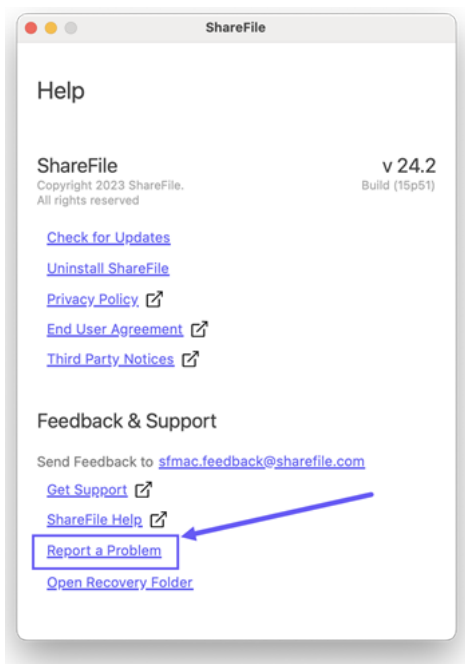 ShareFile
Help
ShareFile
v 24.2
Copyright 2023 ShareFile.
Build (15p51)
All rights reserved
Check for Updates
Uninstall ShareFile
Privacy Policy
End User Agreement
Third Party Notices
Feedback & Support
Send Feedback to sfmac.feedback@sharefile.com
Get Support
ShareFile Help
Report a Problem
Open Recovery Folder